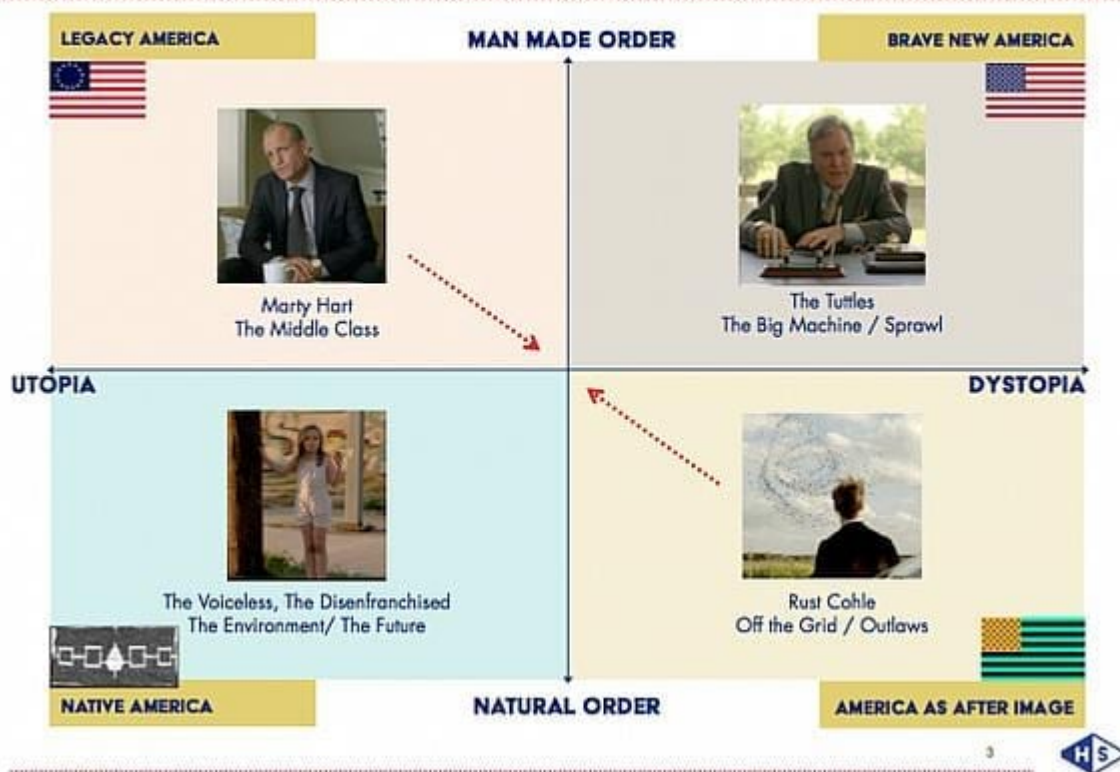 LEGACY AMERICA
MAN MADE ORDER
BRAVE NEW AMERICA
Marty Hart
The Middle Class
The Tuttles
The Big Machine / Sprawl
UTOPIA
DYSTOPIA
The Voiceless, The Disenfranchised
The Environment/ The Future
Rust Cohle
Off the Grid / Outlaws
NATIVE AMERICA
NATURAL ORDER
AMERICA AS AFTER IMAGE
3
HS